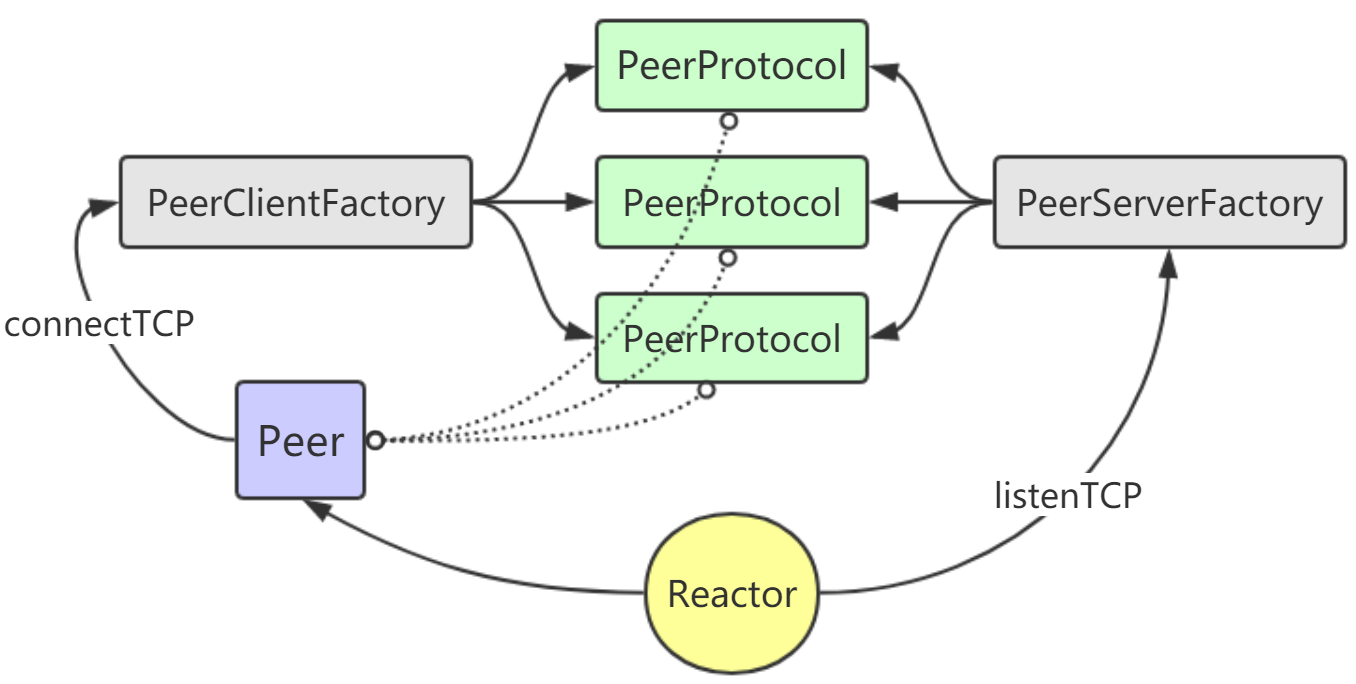 PeerProtocol
PeerClientFactory
PeerProtocol
PeerServerFactory
connectTCP
PeerProtocol
Peer
listenTCP
Reactor